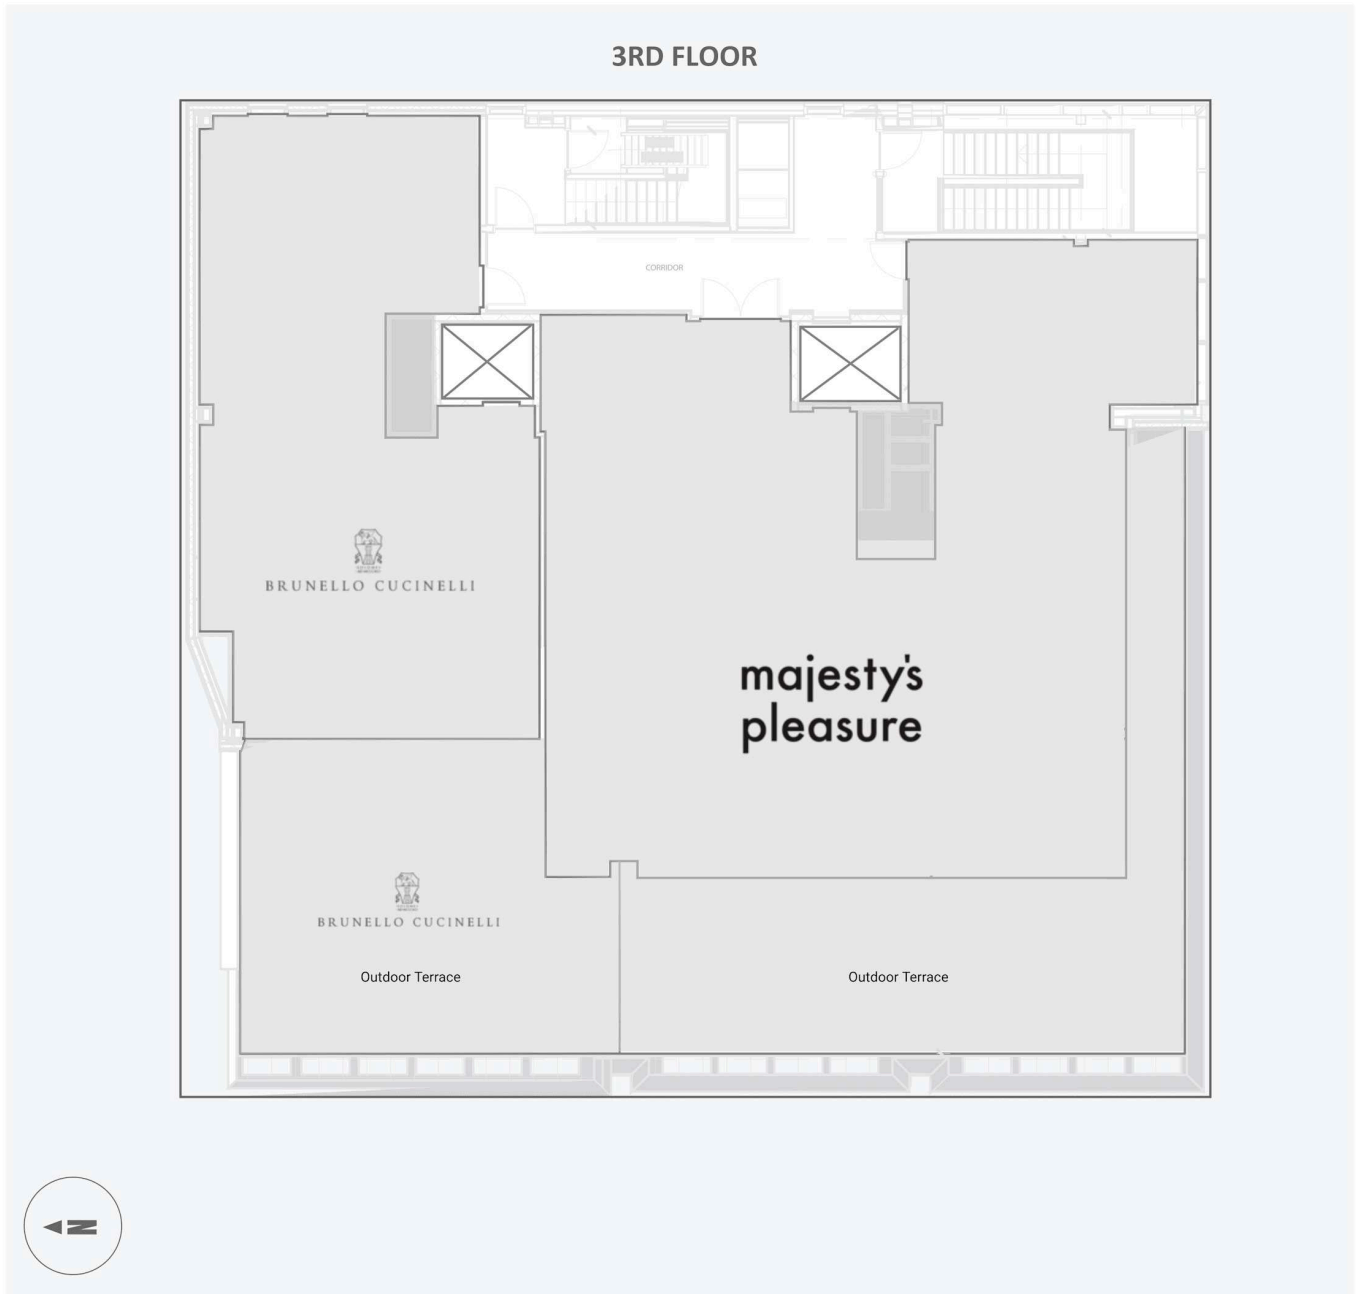 3RD FLOOR
CORRIDOR
BRUNELLO CUCINELLI
majesty's
pleasure
BRUNELLO CUCINELLI
Outdoor Terrace
Outdoor Terrace
N